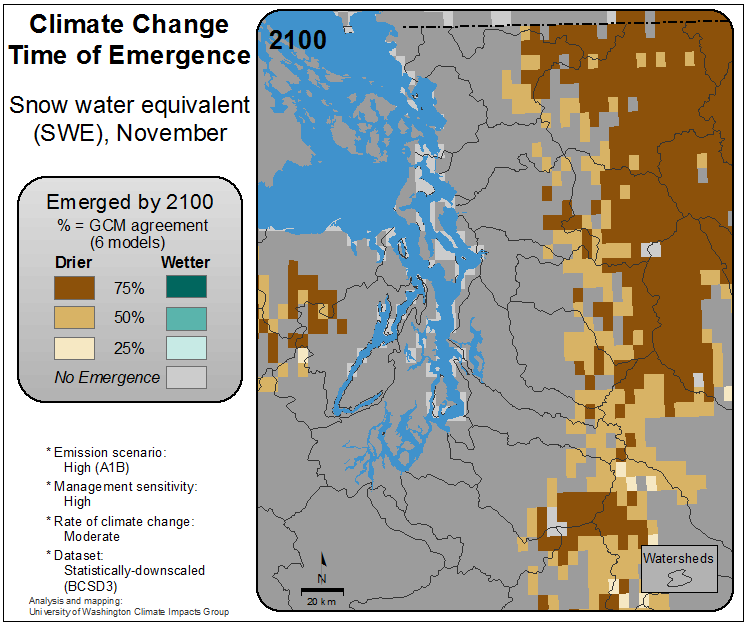 Climate Change
Time of Emergence
Snow water equivalent
(SWE), November
Emerged by 2100
% = GCM agreement
(6 models)
Drier Wetter
75%
50%
25%
No Emergence
* Emission scenario:
High (A1B)
* Management sensitivity:
High
* Rate of climate change:
Moderate
* Dataset:
Statistically-downscaled
(BCSD3)
Analysis and mapping:
University of Washington Climate Impacts Group
2100
N
20 km
Watersheds